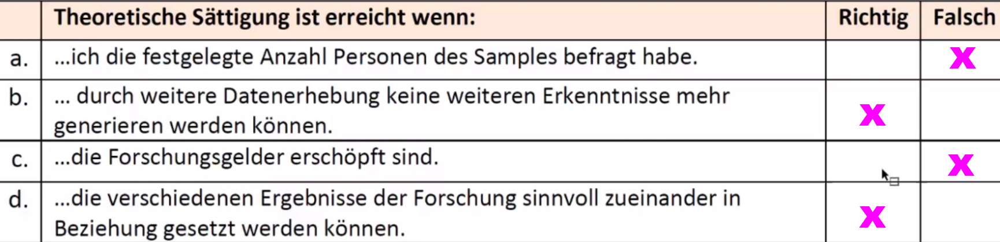 Theoretische Sättigung ist erreicht wenn: Richtig Falsch
a. ...ich die festgelegte Anzahl Personen des Samples befragt habe. X
b. ... durch weitere Datenerhebung keine weiteren Erkenntnisse mehr
generieren werden können. X
c. ...die Forschungsgelder erschöpft sind. X
d. ...die verschiedenen Ergebnisse der Forschung sinnvoll zueinander in
Beziehung gesetzt werden können. X